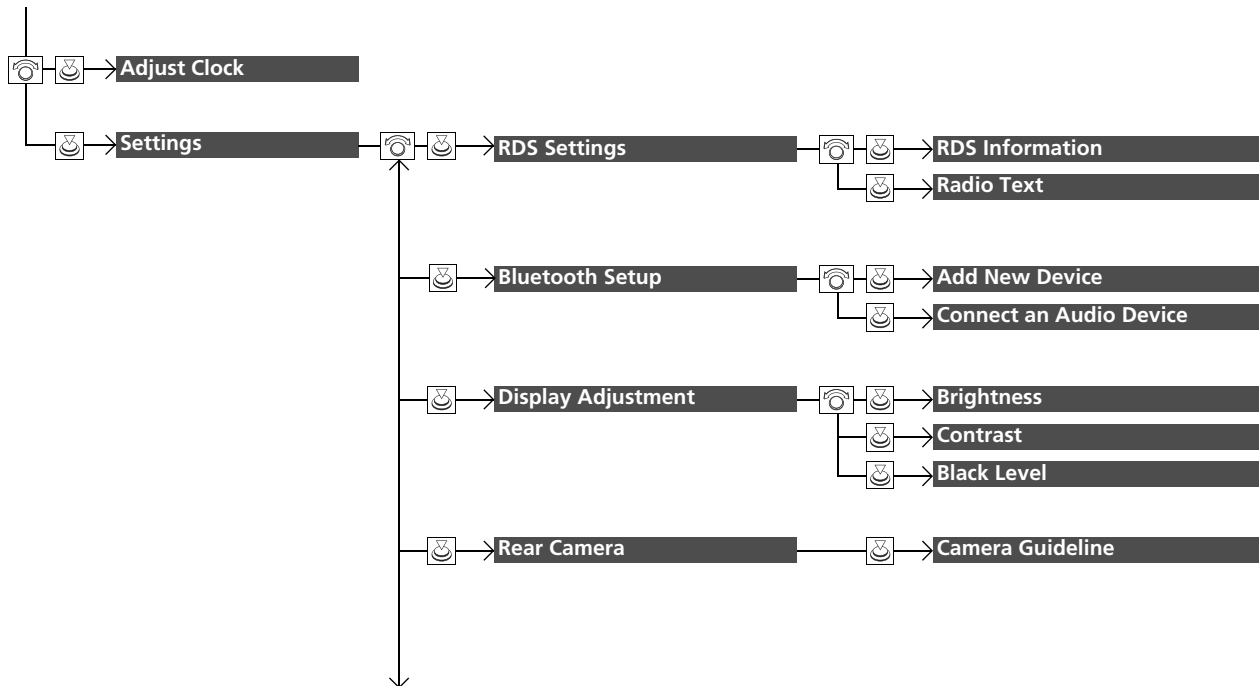 Adjust Clock
Settings
RDS Settings
RDS Information
Radio Text
Bluetooth Setup
Add New Device
Connect an Audio Device
Display Adjustment
Brightness
Contrast
Black Level
Rear Camera
Camera Guideline